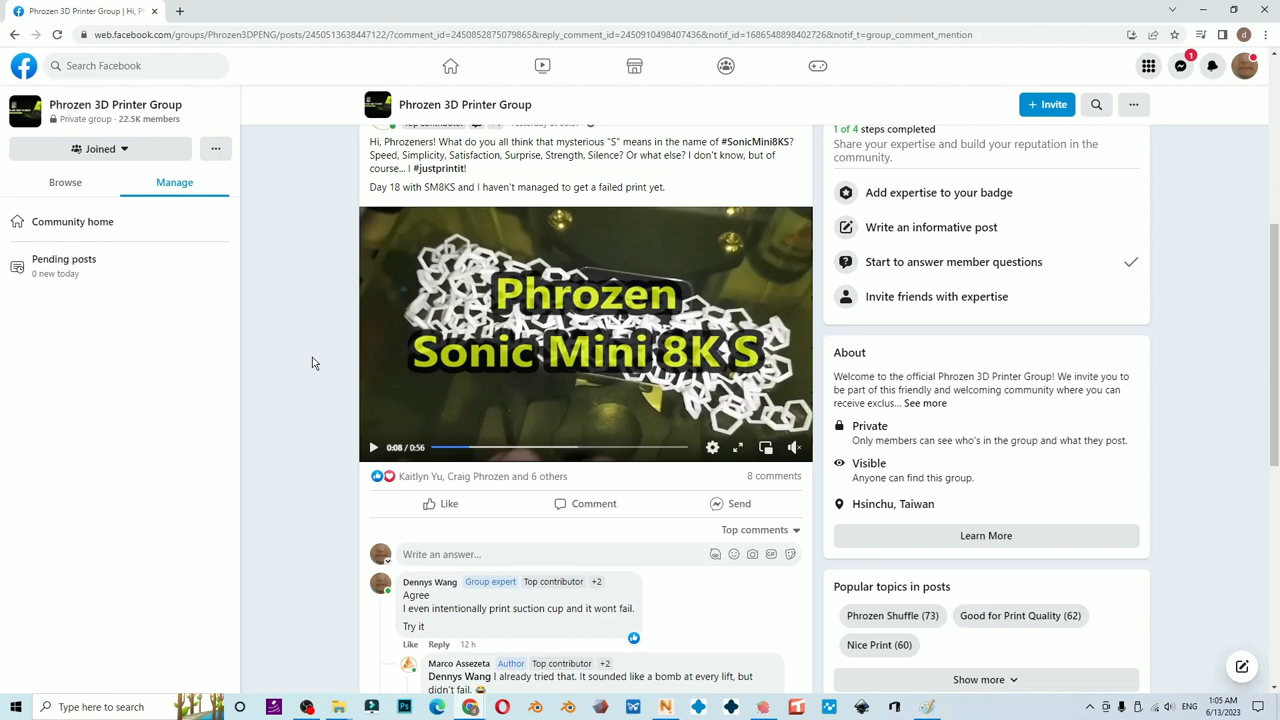 Phrozen 3D Printer Group | Hi, P
web.facebook.com/groups/Phrozen3DPENG/posts/2450513638447122/?comment_id=2450852875079865&reply_comment_id=2450910498407436&notif_id=1686548898402726&notif_t=group_comment_mention
Search Facebook
1
Phrozen 3D Printer Group
Private group · 22.5K members
Joined
Browse
Manage
Community home
Pending posts
0 new today
Phrozen 3D Printer Group
+ Invite
Top contributor
Hi, Phrozeners! What do you all think that mysterious "S" means in the name of #SonicMini8KS?
Speed, Simplicity, Satisfaction, Surprise, Strength, Silence? Or what else? I don't know, but of
course... I #justprintit!
Day 18 with SM8KS and I haven't managed to get a failed print yet.
Phrozen
Sonic Mini 8K S
0:08 / 0:56
Kaitlyn Yu, Craig Phrozen and 6 others
8 comments
Like
Comment
Send
Top comments
Write an answer...
Dennys Wang Group expert Top contributor +2
Agree
I even intentionally print suction cup and it wont fail.
Try it
Like Reply 12 h
Marco Assezeta Author Top contributor +2
Dennys Wang I already tried that. It sounded like a bomb at every lift, but
didn't fail.
1 of 4 steps completed
Share your expertise and build your reputation in the
community.
Add expertise to your badge
Write an informative post
Start to answer member questions
Invite friends with expertise
About
Welcome to the official Phrozen 3D Printer Group! We invite you to
be part of this friendly and welcoming community where you can
receive exclus... See more
Private
Only members can see who's in the group and what they post.
Visible
Anyone can find this group.
Hsinchu, Taiwan
Learn More
Popular topics in posts
Phrozen Shuffle (73)
Good for Print Quality (62)
Nice Print (60)
Show more
Type here to search
ENG
1:05 AM
6/13/2023